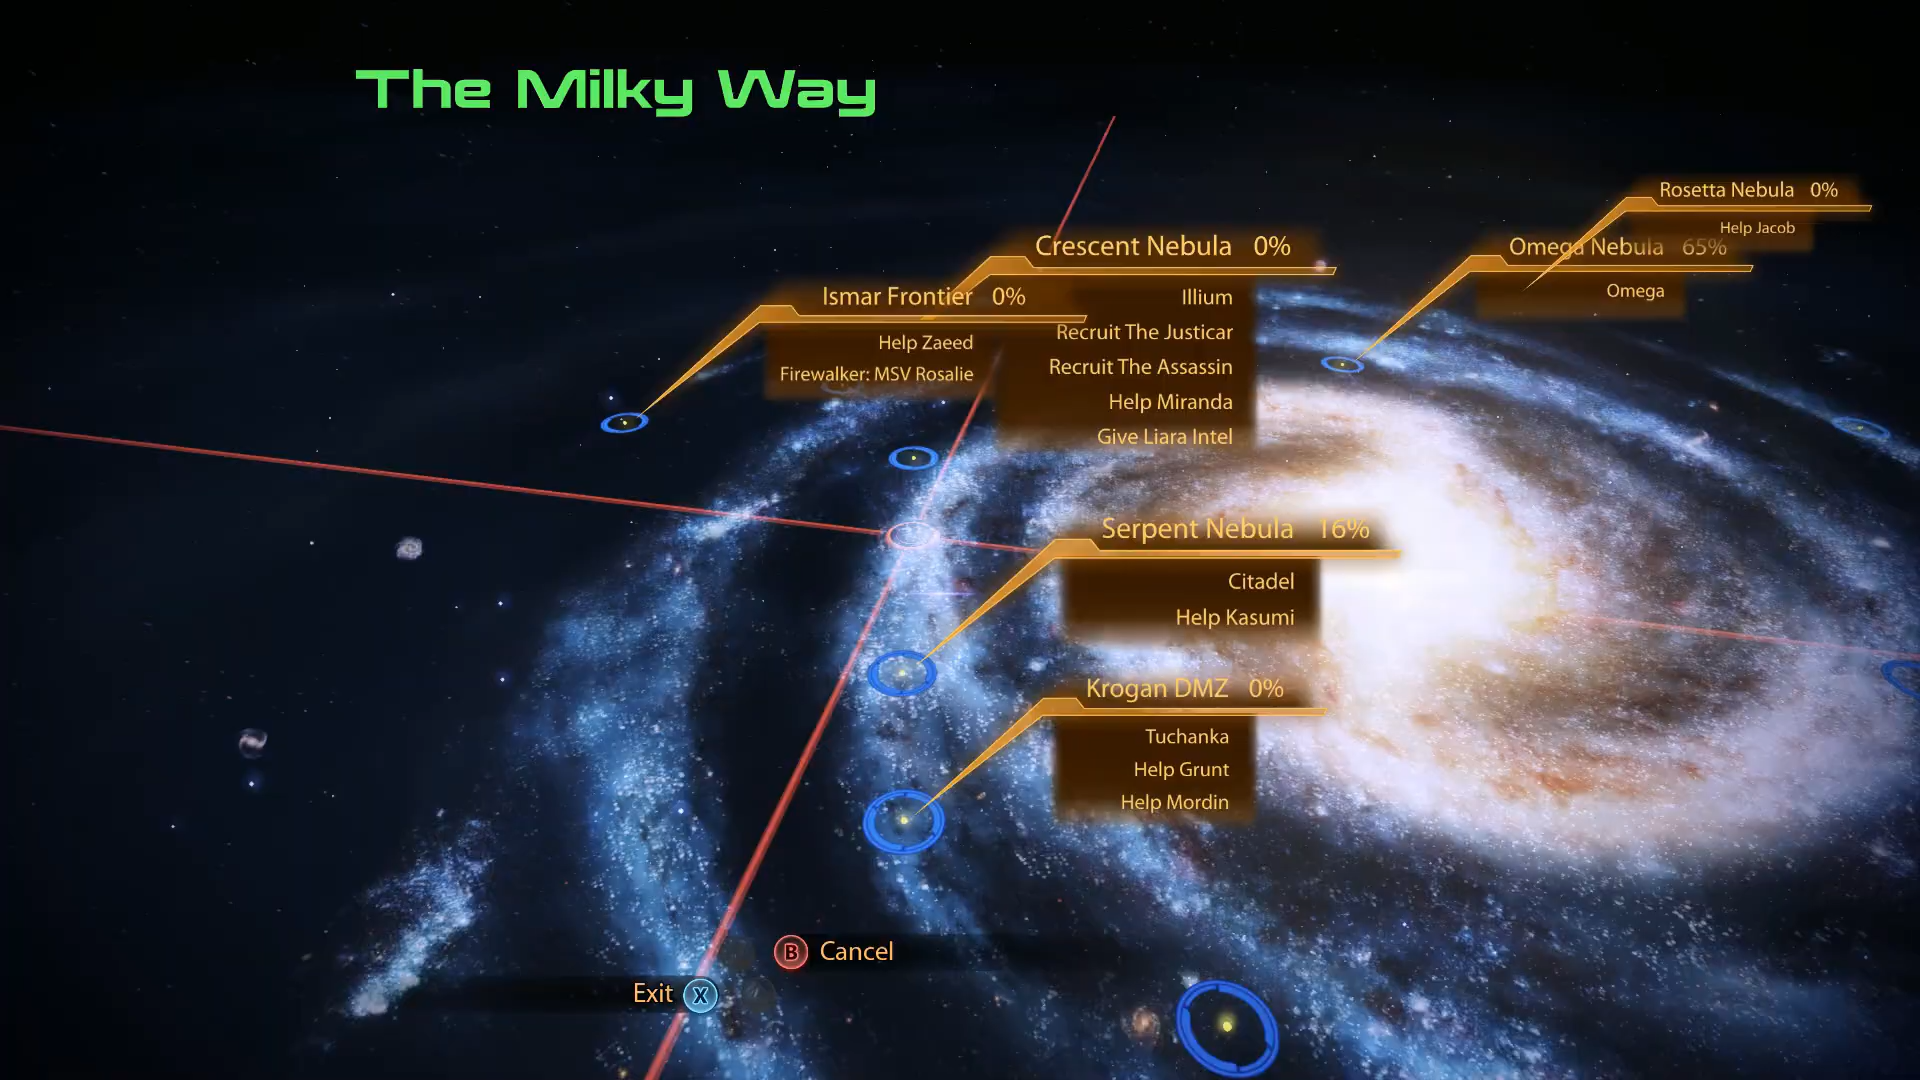 The Milky Way
Rosetta Nebula 0%
Help Jacob
Crescent Nebula 0%
Illium
Recruit The Justicar
Recruit The Assassin
Help Miranda
Give Liara Intel
Omega Nebula 65%
Omega
Ismar Frontier 0%
Help Zaeed
Firewalker: MSV Rosalie
Serpent Nebula 16%
Citadel
Help Kasumi
Krogan DMZ 0%
Tuchanka
Help Grunt
Help Mordin
B Cancel
Exit X